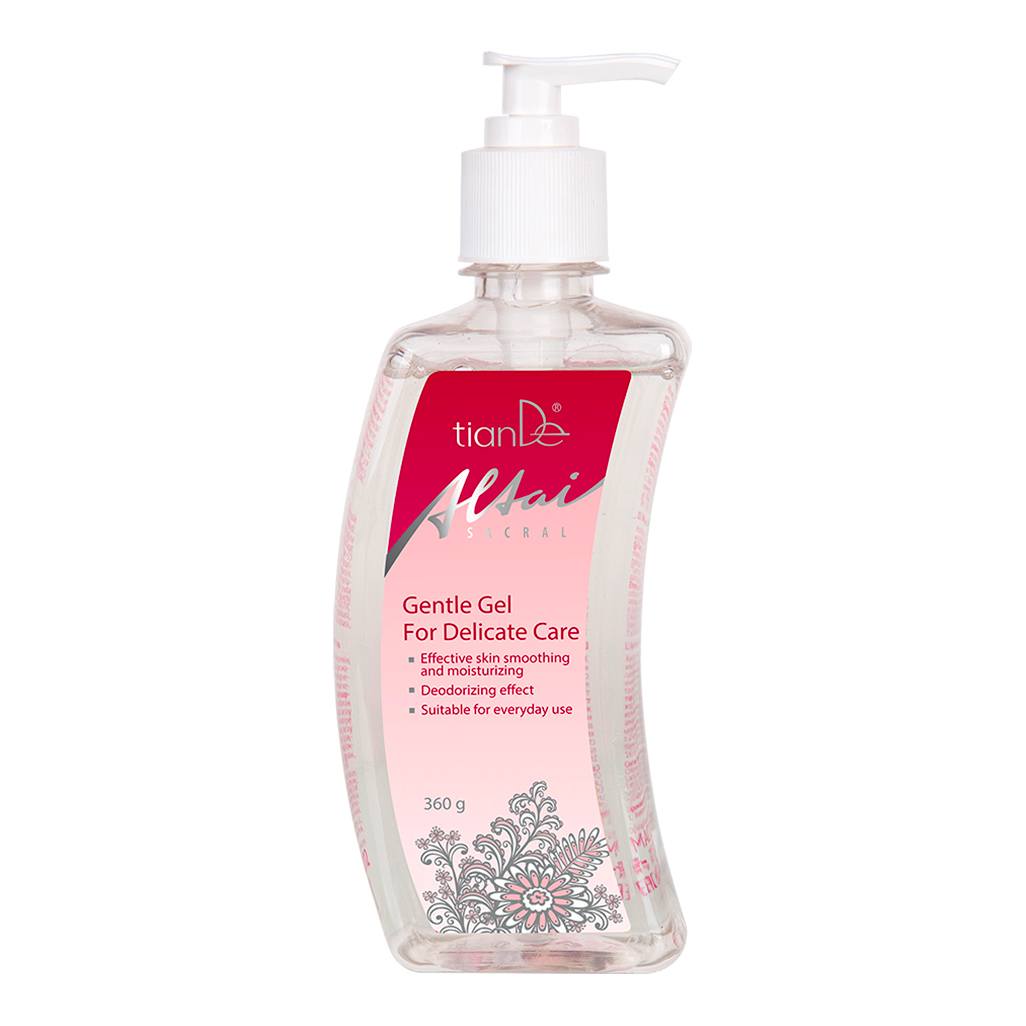 tianDe®
Altai
SACRAL
Gentle Gel
For Delicate Care
▪ Effective skin smoothing
and moisturizing
▪ Deodorizing effect
▪ Suitable for everyday use
360 g